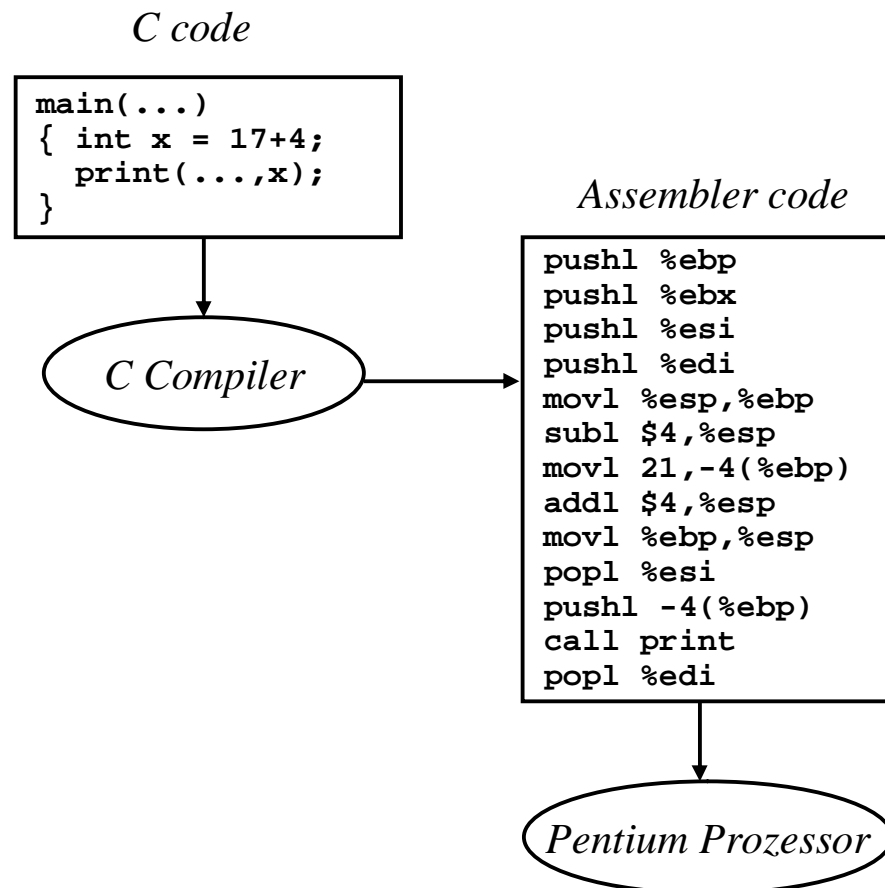 C code
main(...)
{ int x = 17+4;
  print(...,x);
}
C Compiler
Assembler code
pushl %ebp
pushl %ebx
pushl %esi
pushl %edi
movl %esp,%ebp
subl $4,%esp
movl 21,-4(%ebp)
addl $4,%esp
movl %ebp,%esp
popl %esi
pushl -4(%ebp)
call print
popl %edi
Pentium Prozessor